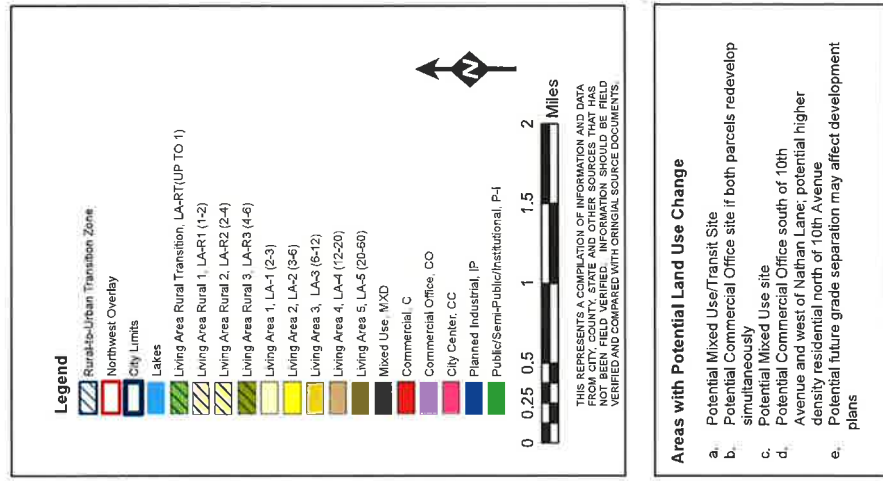 Legend
Rural-to-Urban Transition Zone
Northwest Overlay
City Limits
Lakes
Living Area Rural Transition, LA-RT(UP TO 1)
Living Area Rural 1, LA-R1 (1-2)
Living Area Rural 2, LA-R2 (2-4)
Living Area Rural 3, LA-R3 (4-6)
Living Area 1, LA-1 (2-3)
Living Area 2, LA-2 (3-6)
Living Area 3, LA-3 (6-12)
Living Area 4, LA-4 (12-20)
Living Area 5, LA-5 (20-60)
Mixed Use, MXD
Commercial, C
Commercial Office, CO
City Center, CC
Planned Industrial, IP
Public/Semi-Public/Institutional, P-I
N
0 0.25 0.5 1 1.5 2
Miles
THIS REPRESENTS A COMPILATION OF INFORMATION AND DATA
FROM CITY, COUNTY, STATE AND OTHER SOURCES THAT HAS
NOT BEEN FIELD VERIFIED. INFORMATION SHOULD BE FIELD
VERIFIED AND COMPARED WITH ORINGIAL SOURCE DOCUMENTS.
Areas with Potential Land Use Change
a. Potential Mixed Use/Transit Site
b. Potential Commercial Office site if both parcels redevelop
simultaneously
c. Potential Mixed Use site
d. Potential Commercial Office south of 10th
Avenue and west of Nathan Lane; potential higher
density residential north of 10th Avenue
e. Potential future grade separation may affect development
plans